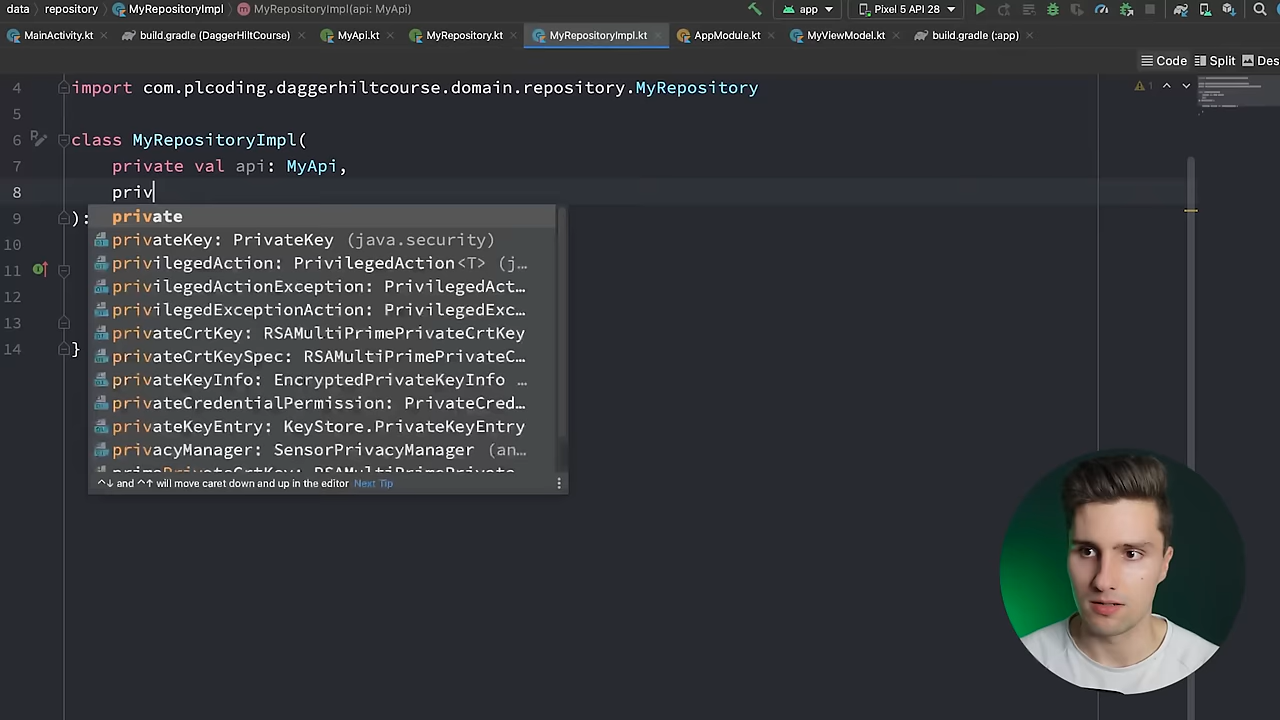 data repository MyRepositoryImpl MyRepositoryImpl(api: MyApi) app Pixel 5 API 28
MainActivity.kt build.gradle (DaggerHiltCourse) MyApi.kt MyRepository.kt MyRepositoryImpl.kt AppModule.kt MyViewModel.kt build.gradle (:app)
Code Split Des
4 import com.plcoding.daggerhiltcourse.domain.repository.MyRepository 1
5
6 class MyRepositoryImpl(
7 private val api: MyApi,
8 priv
9 ):
private
privateKey: PrivateKey (java.security)
10
privilegedAction: PrivilegedAction<T> (j…
11
privilegedActionException: PrivilegedAct…
12
privilegedExceptionAction: PrivilegedExc…
13
privateCrtKey: RSAMultiPrimePrivateCrtKey
14 }
privateCrtKeySpec: RSAMultiPrimePrivateC…
privateKeyInfo: EncryptedPrivateKeyInfo …
privateCredentialPermission: PrivateCred…
privateKeyEntry: KeyStore.PrivateKeyEntry
privacyManager: SensorPrivacyManager (an…
^↓ and ^↑ will move caret down and up in the editor Next Tip